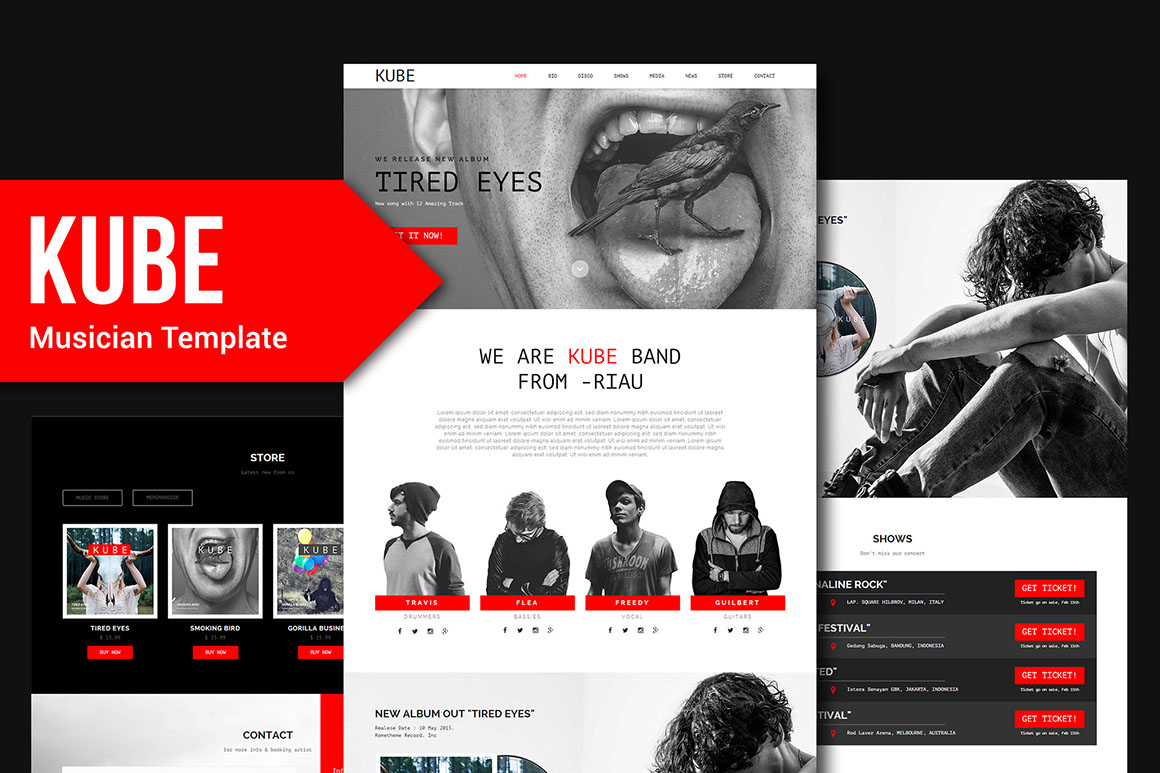 KUBE
Musician Template
KUBE
HOME BIO DISCO SHOWS MEDIA NEWS STORE CONTACT
WE RELEASE NEW ALBUM
TIRED EYES
New song with 12 Amazing Track
IT NOW!
WE ARE KUBE BAND
FROM -RIAU
Lorem ipsum dolor sit amet, consectetuer adipiscing elit, sed diam nonummy nibh euismod tincidunt ut laoreet
dolore magna aliquam erat volutpat. Ut wisi enim ad minim veniam, Lorem ipsum dolor sit amet, consectetuer
adipiscing elit, sed diam nonummy nibh euismod tincidunt ut laoreet dolore magna aliquam erat volutpat. Ut wisi
enim ad minim veniam. Lorem ipsum dolor sit amet, consectetuer adipiscing elit, sed diam nonummy nibh
euismod tincidunt ut laoreet dolore magna aliquam erat volutpat. Ut wisi enim ad minim veniam, Lorem ipsum
dolor sit amet, consectetuer adipiscing elit, sed diam nonummy nibh euismod tincidunt ut laoreet dolore magna
aliquam erat volutpat. Ut wisi enim ad minim veniam.
TRAVIS
DRUMMERS
FLEA
BASSIES
FREEDY
VOCAL
GUILBERT
GUITARS
NEW ALBUM OUT "TIRED EYES"
Realese Date : 10 May 2015.
Rometheme Record. Inc
STORE
Latest new from us
MUSIC STORE
MERCHANDISE
KUBE
TIRED EYES
$ 15.99
BUY NOW
KUBE
SMOKING BIRD
$ 15.99
BUY NOW
KUBE
GORILLA BUSINE
$ 15.99
BUY NOW
CONTACT
for more info & booking artist
Inf
EYES"
KUBE
SHOWS
Don't miss our concert
NALINE ROCK"
LAP. SQUARE HILBROV, MILAN, ITALY
GET TICKET!
Ticket go on sale, Feb 15th
FESTIVAL"
Gedung Sabuga, BANDUNG, INDONESIA
GET TICKET!
Ticket go on sale, Feb 15th
TED"
Istora Senayan GBK, JAKARTA, INDONESIA
GET TICKET!
Ticket go on sale, Feb 15th
STIVAL"
Rod Laver Arena, MELBOURNE, AUSTRALIA
GET TICKET!
Ticket go on sale, Feb 15th